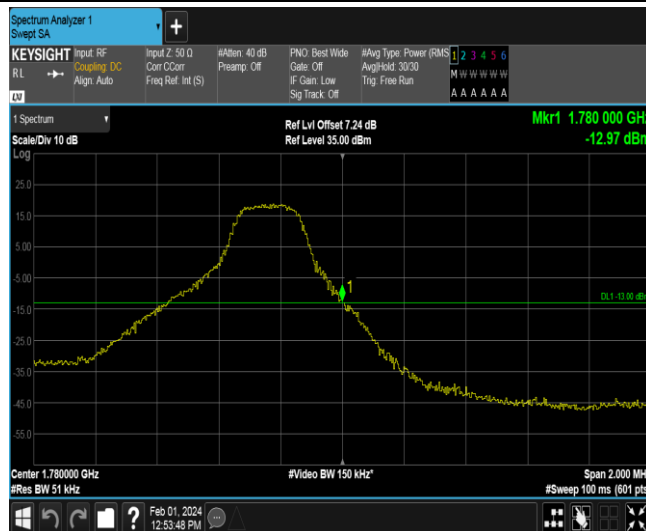 Spectrum Analyzer 1
Swept SA
KEYSIGHT
RL
Input: RF
Coupling: DC
Align: Auto
Input Z: 50 Ω
Corr CCorr
Freq Ref: Int (S)
#Atten: 40 dB
Preamp: Off
PNO: Best Wide
Gate: Off
IF Gain: Low
Sig Track: Off
#Avg Type: Power (RMS
Avg|Hold: 30/30
Trig: Free Run
1 2 3 4 5 6
M W W W W W
A A A A A A
LXI
1 Spectrum
Scale/Div 10 dB
Ref Lvl Offset 7.24 dB
Ref Level 35.00 dBm
Mkr1 1.780 000 GHz
-12.97 dBm
Log
25.0
15.0
5.00
-5.00
-15.0
-25.0
-35.0
-45.0
-55.0
1
DL1 -13.00 dBm
Center 1.780000 GHz
#Res BW 51 kHz
#Video BW 150 kHz*
Span 2.000 MH
#Sweep 100 ms (601 pts
?
Feb 01, 2024
12:53:48 PM